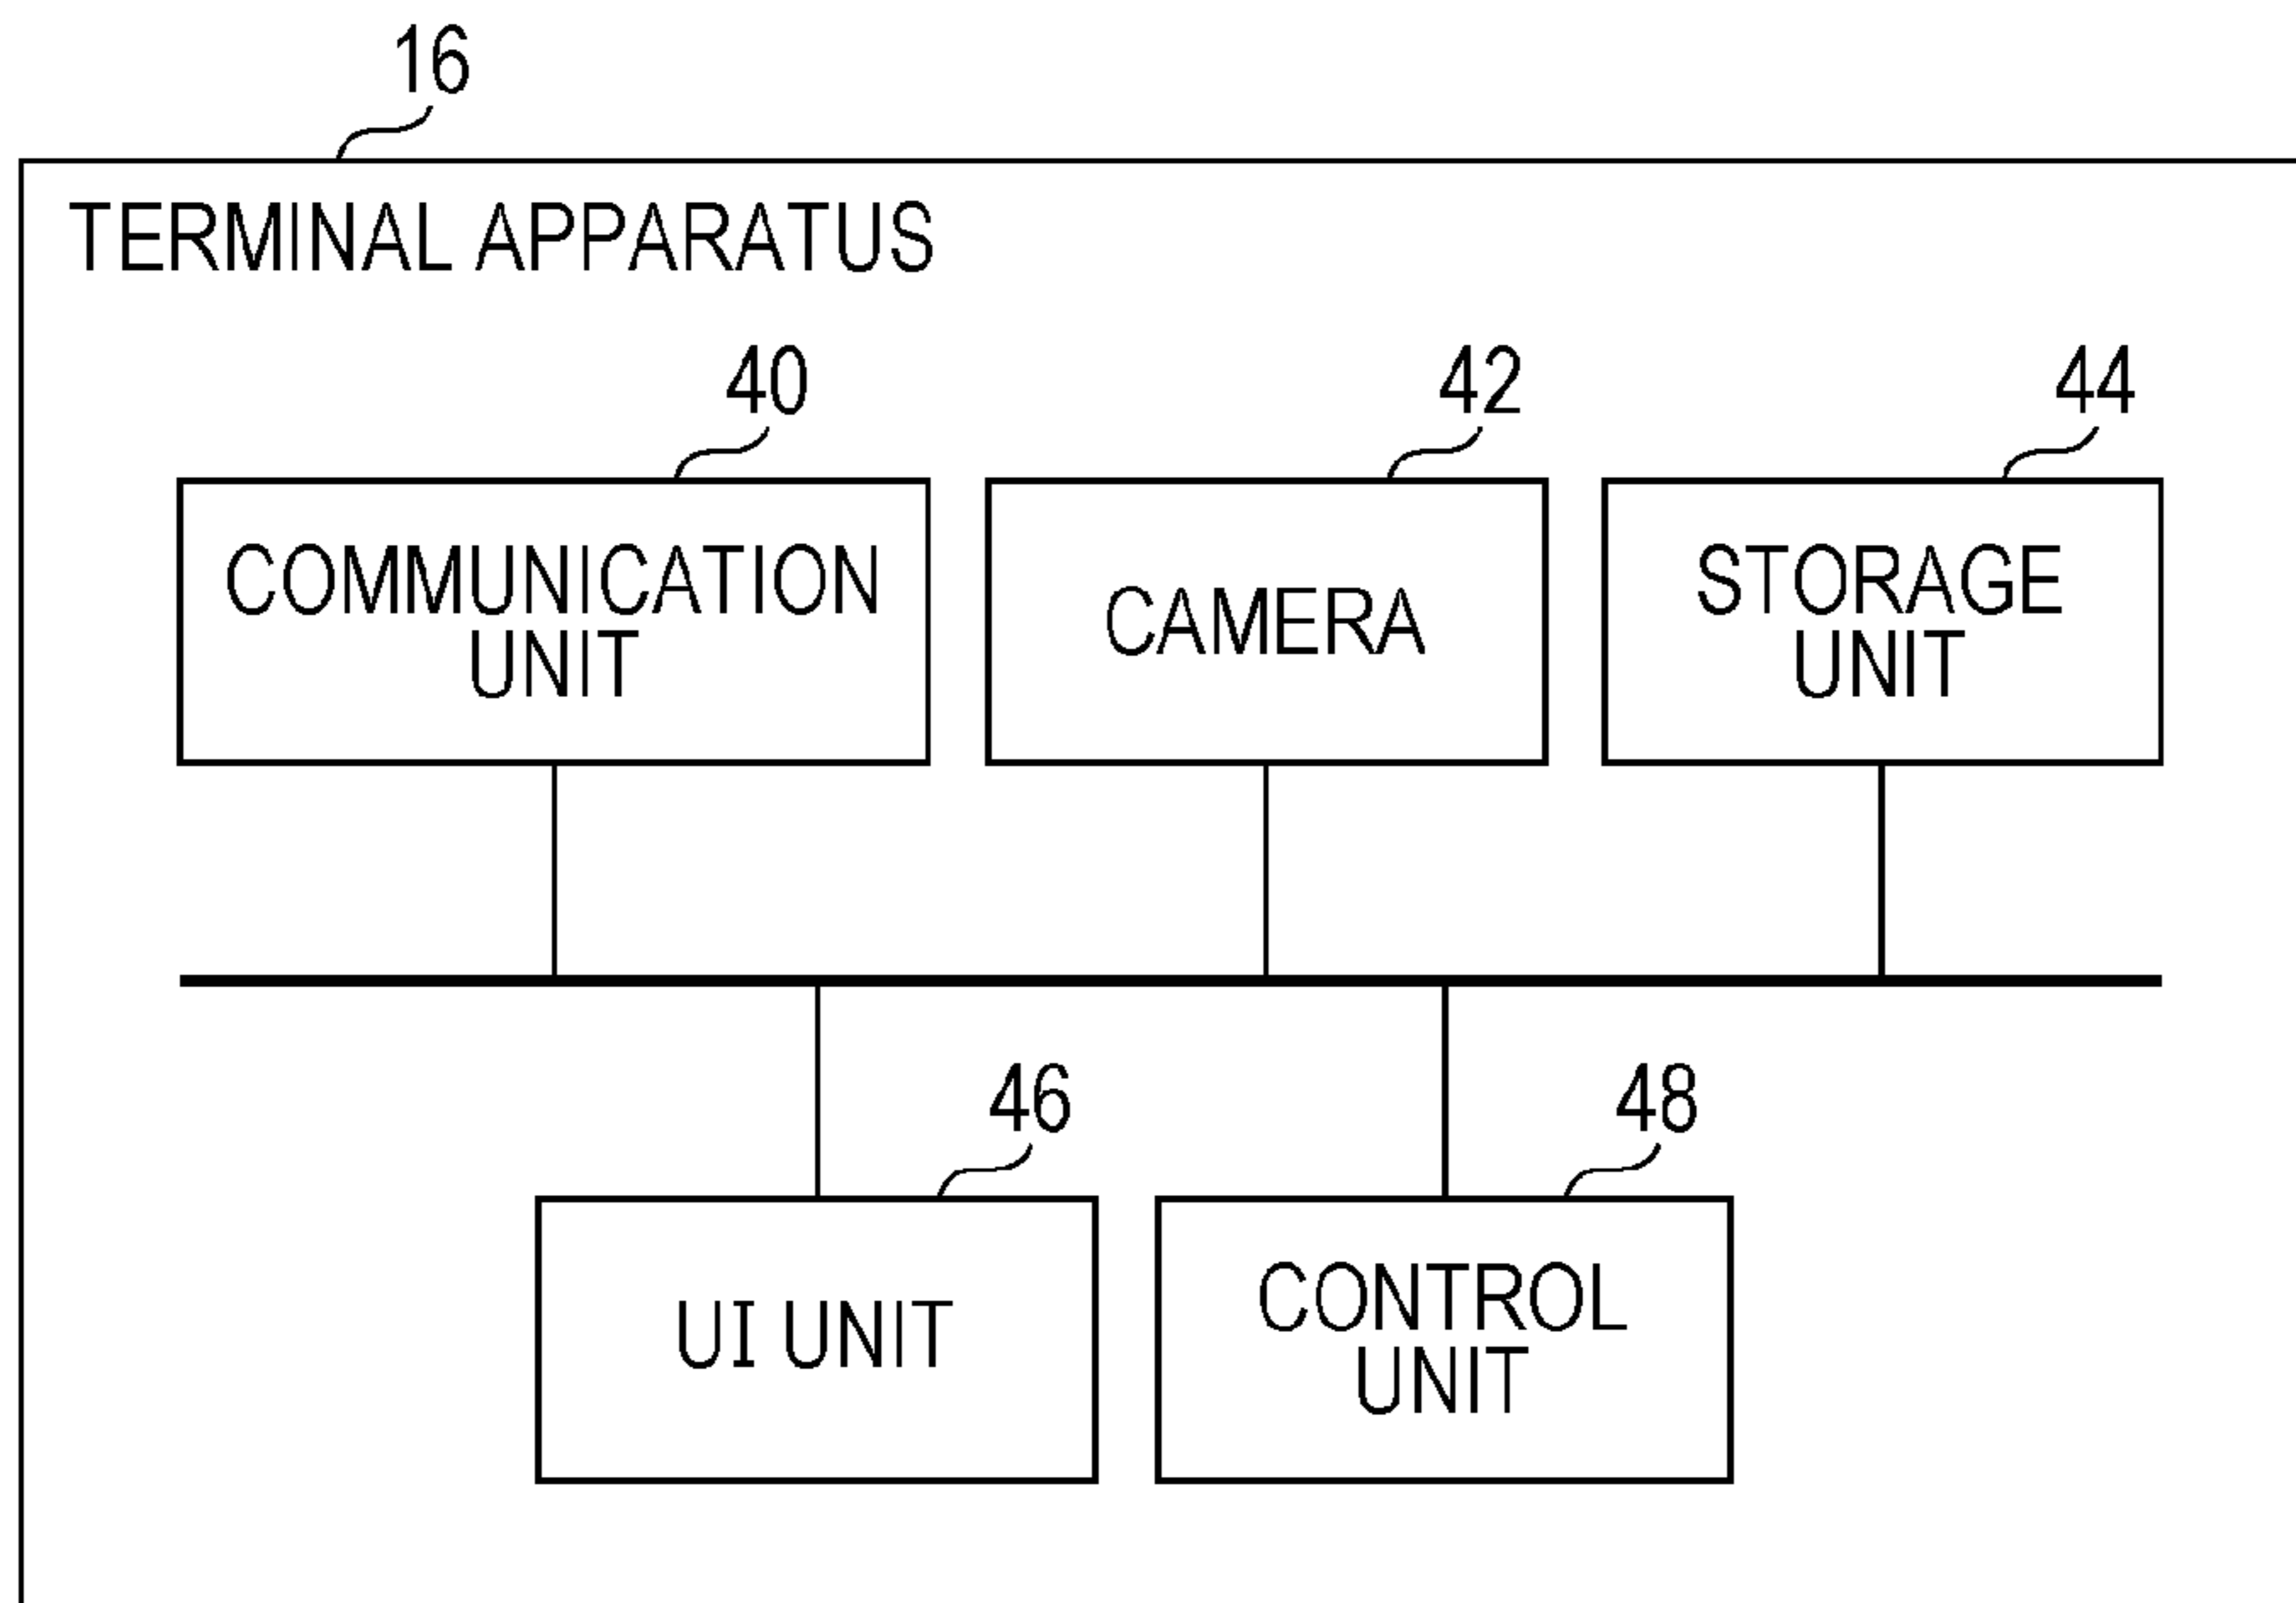 16
TERMINAL APPARATUS
40
42
44
COMMUNICATION
UNIT
CAMERA
STORAGE
UNIT
46
48
UI UNIT
CONTROL
UNIT